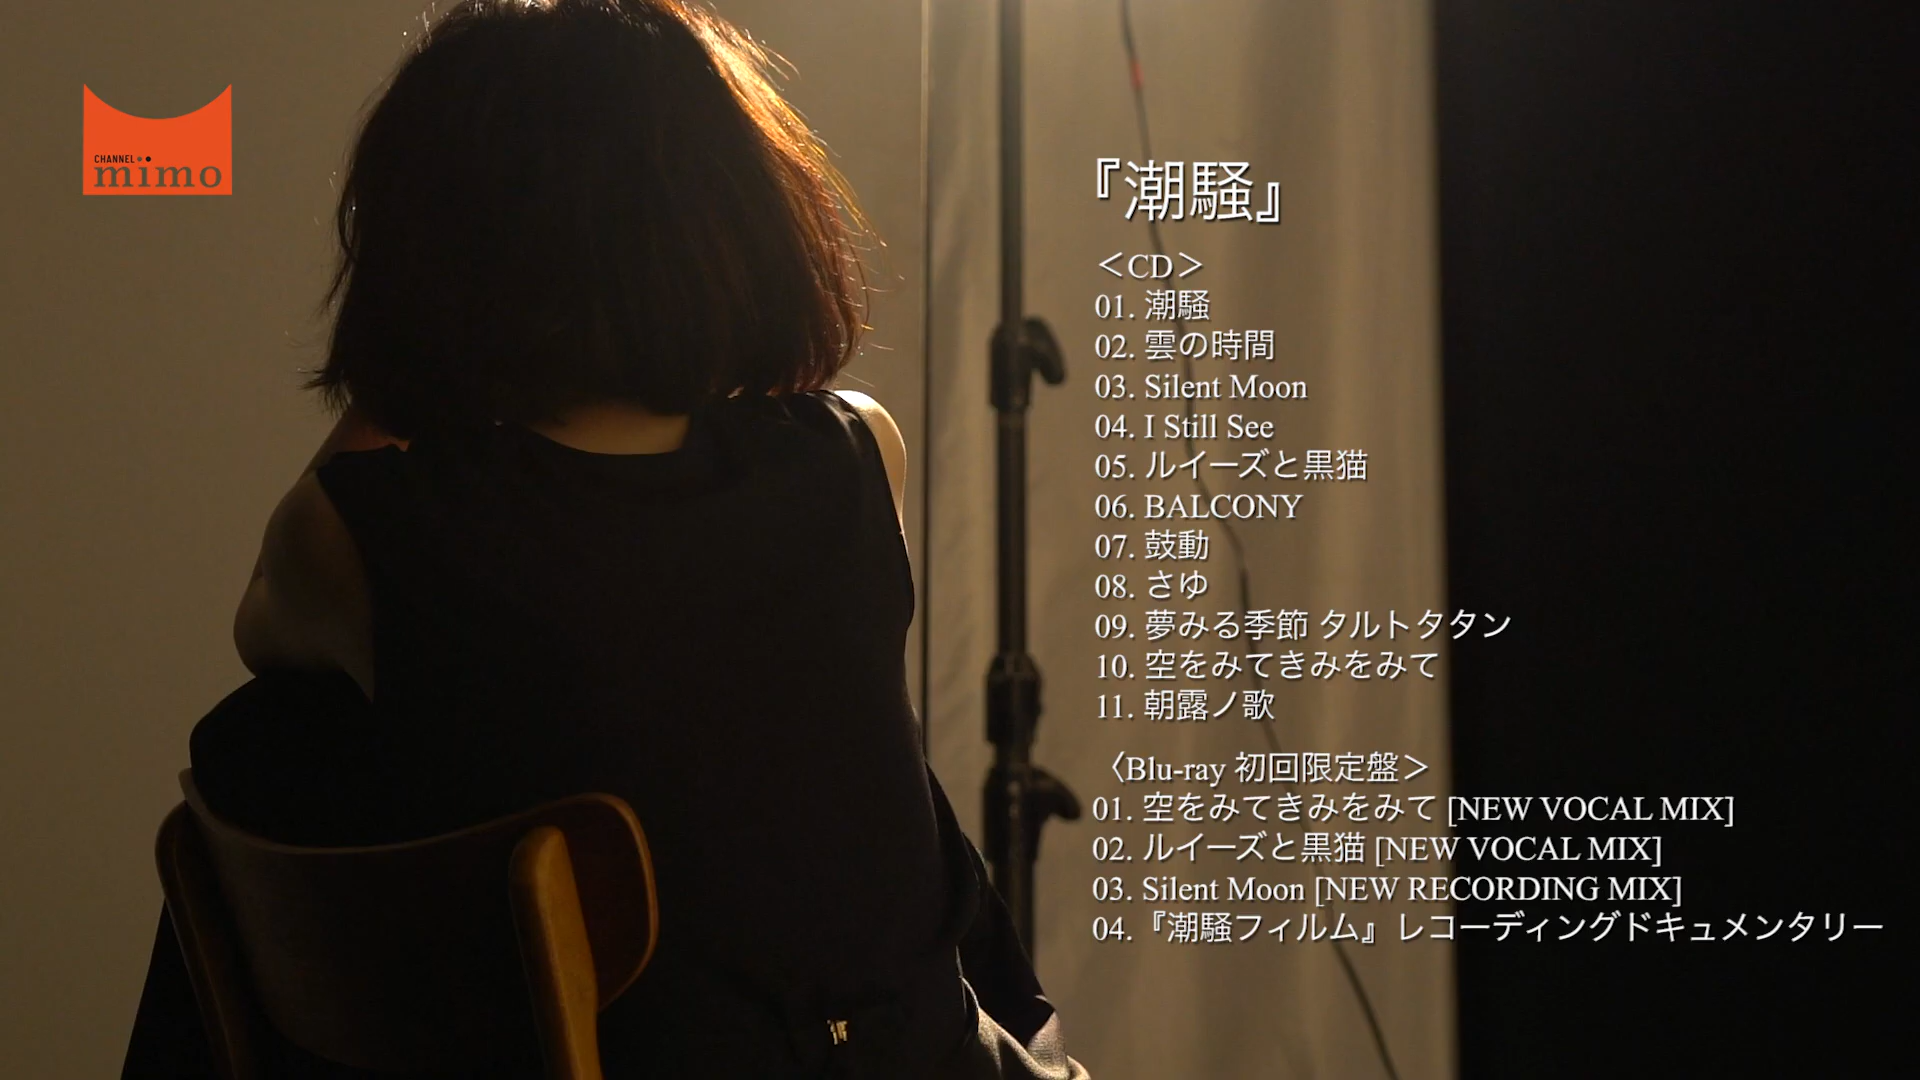 CHANNEL
mimo
『潮騒』
＜CD＞
01. 潮騒
02. 雲の時間
03. Silent Moon
04. I Still See
05. ルイーズと黒猫
06. BALCONY
07. 鼓動
08. さゆ
09. 夢みる季節 タルトタタン
10. 空をみてきみをみて
11. 朝露ノ歌
〈Blu-ray 初回限定盤＞
01. 空をみてきみをみて [NEW VOCAL MIX]
02. ルイーズと黒猫 [NEW VOCAL MIX]
03. Silent Moon [NEW RECORDING MIX]
04.『潮騒フィルム』レコーディングドキュメンタリー